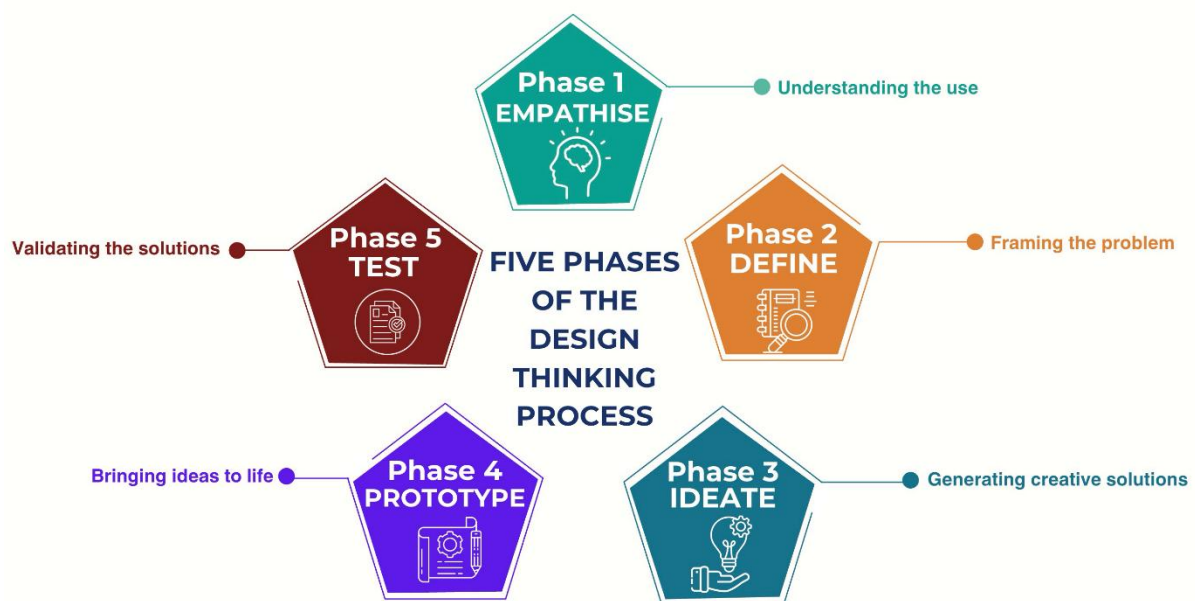 Phase 1
EMPATHISE
Understanding the use
Phase 2
DEFINE
Framing the problem
Phase 3
IDEATE
Generating creative solutions
Phase 4
PROTOTYPE
Bringing ideas to life
Phase 5
TEST
Validating the solutions
FIVE PHASES
OF THE
DESIGN
THINKING
PROCESS